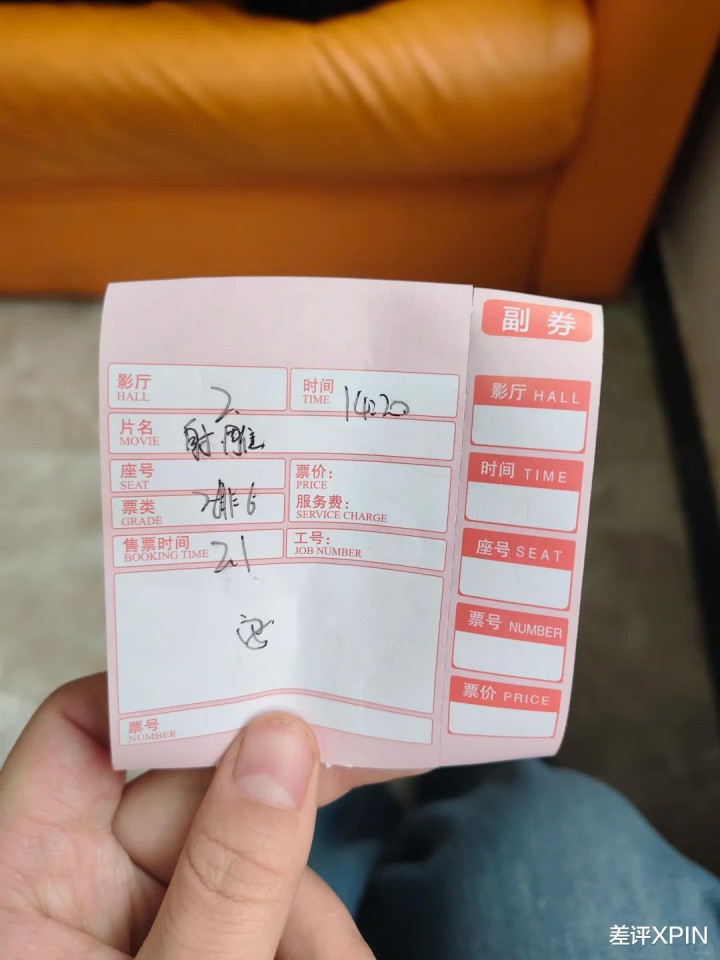 副 券
影厅
HALL
2
时间
TIME
14:20
片名
MOVIE
射雕
座号
SEAT
票价：
PRICE
票类
GRADE
2排6
服务费：
SERVICE CHARGE
售票时间
BOOKING TIME
2.1
工号：
JOB NUMBER
票号
NUMBER
影厅 HALL
时间 TIME
座号 SEAT
票号 NUMBER
票价 PRICE
差评XPIN